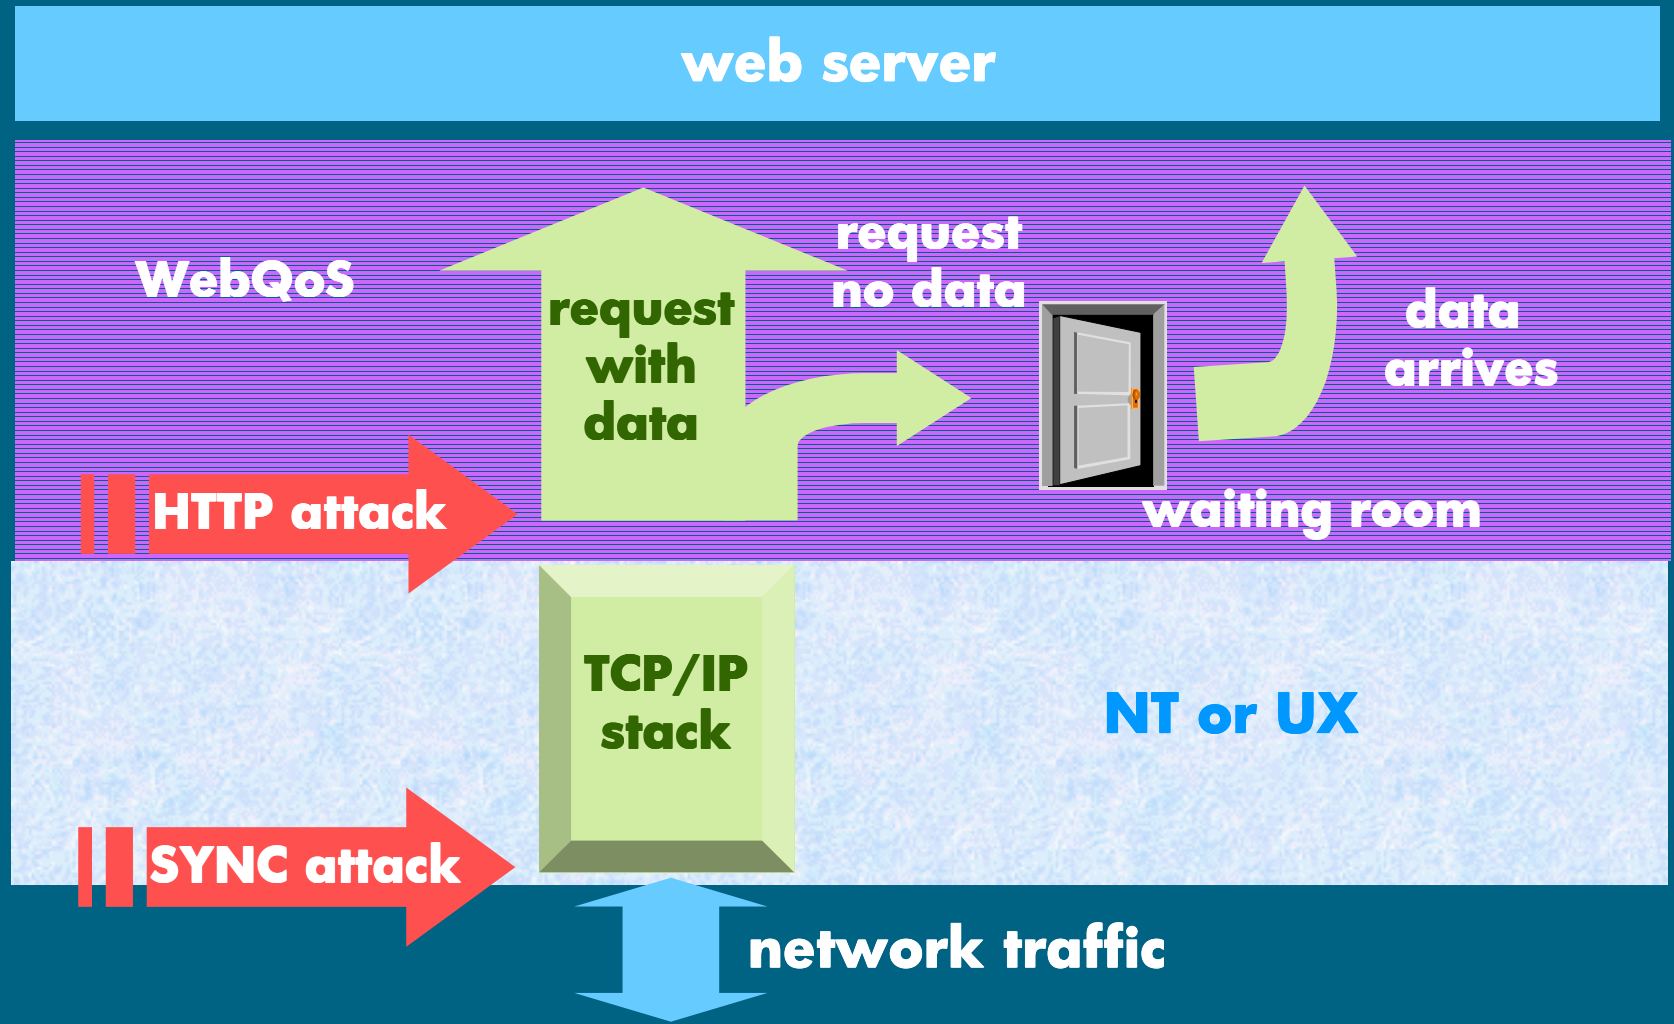 web server
WebQoS
request
with
data
request
no data
data
arrives
waiting room
HTTP attack
TCP/IP
stack
NT or UX
SYNC attack
network traffic